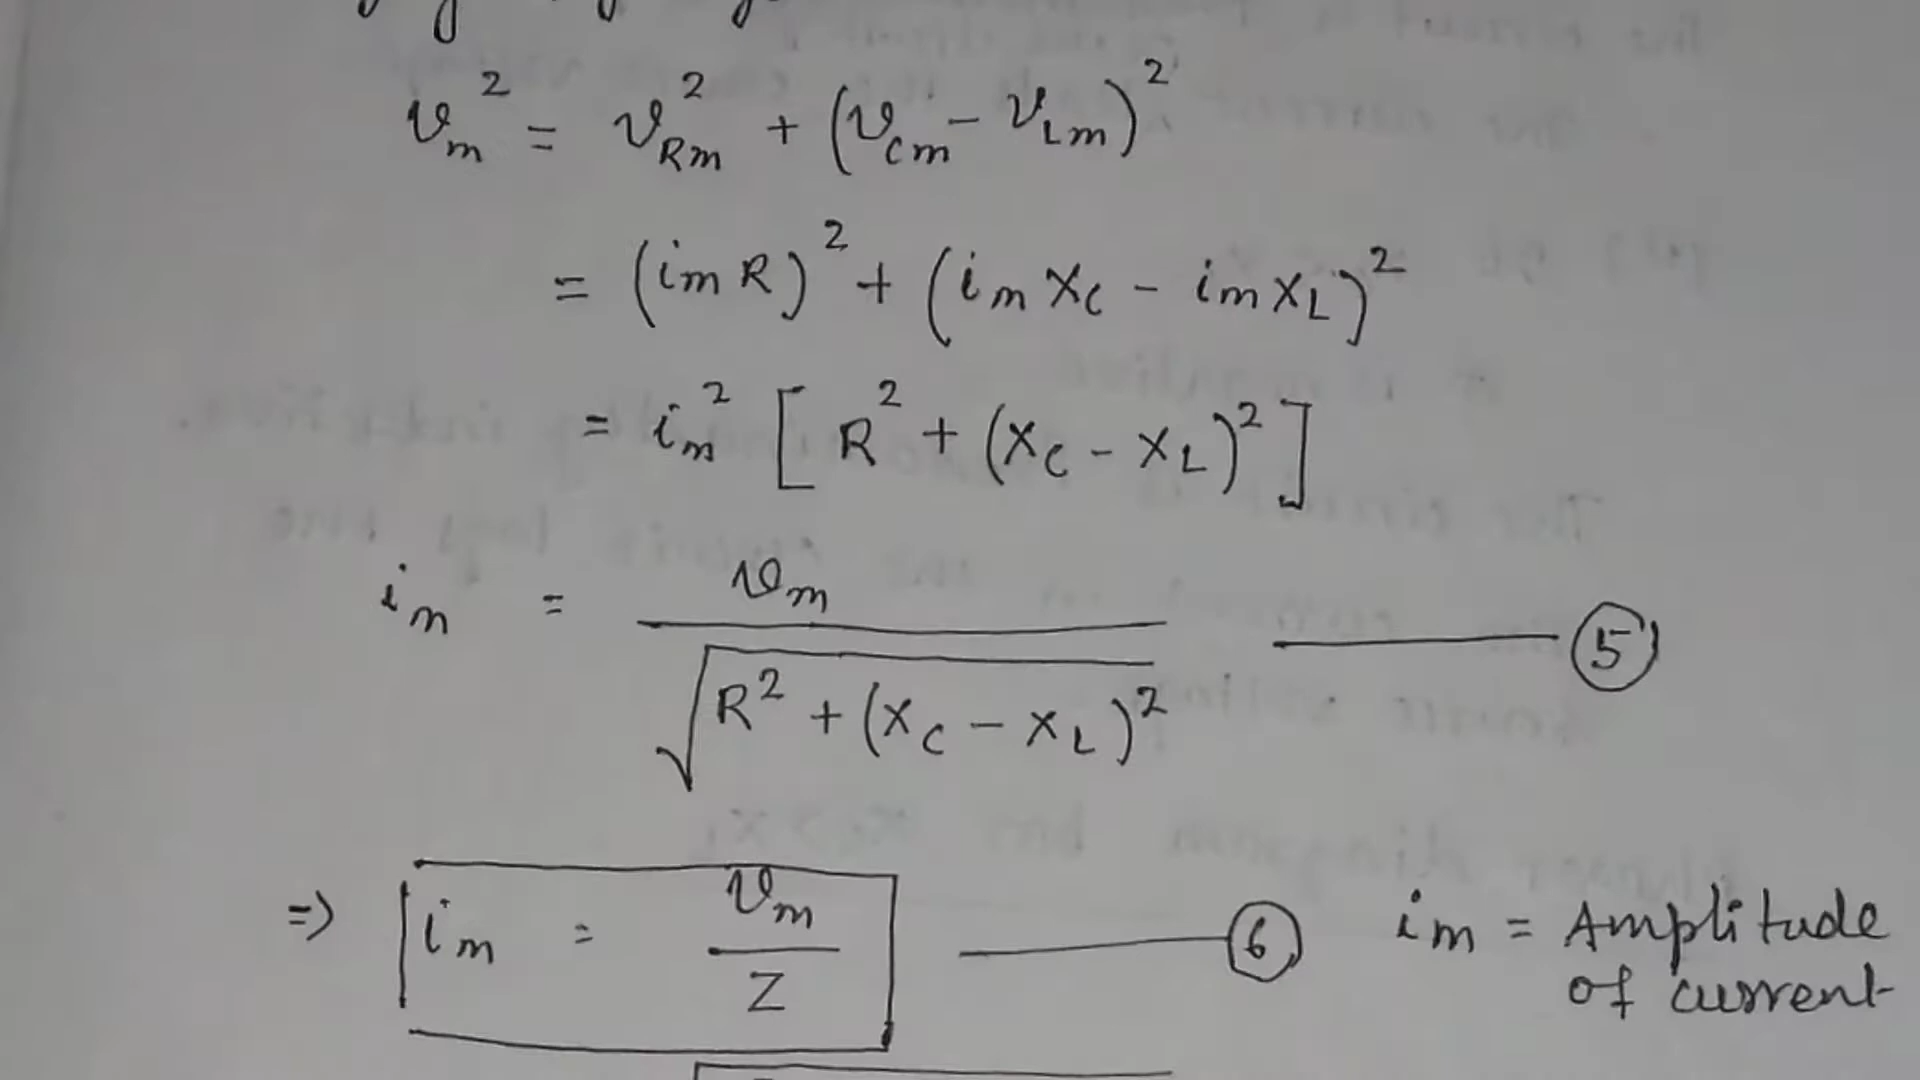 v_m² = v_Rm² + (v_Cm - v_Lm)²
= (i_m R)² + (i_m X_C - i_m X_L)²
= i_m² [R² + (X_C - X_L)²]
i_m = v_m / √(R² + (X_C - X_L)²) —— ⑤
=> i_m = v_m / Z —— ⑥ i_m = Amplitude
of current